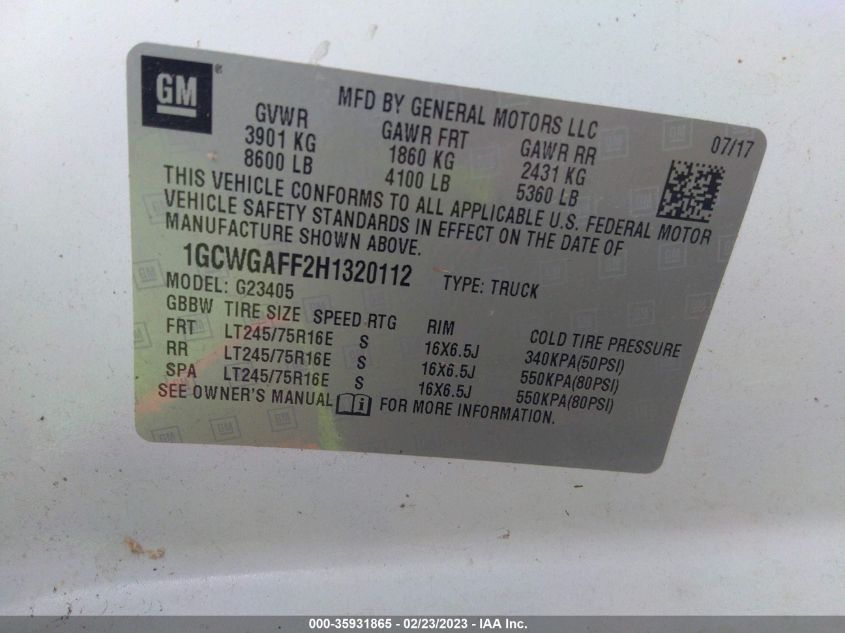 GM ®
MFD BY GENERAL MOTORS LLC
07/17
GVWR GAWR FRT GAWR RR
3901 KG 1860 KG 2431 KG
8600 LB 4100 LB 5360 LB
THIS VEHICLE CONFORMS TO ALL APPLICABLE U.S. FEDERAL MOTOR
VEHICLE SAFETY STANDARDS IN EFFECT ON THE DATE OF
MANUFACTURE SHOWN ABOVE.
1GCWGAFF2H1320112 TYPE: TRUCK
MODEL: G23405
GBBW TIRE SIZE SPEED RTG RIM COLD TIRE PRESSURE
FRT LT245/75R16E S 16X6.5J 340KPA(50PSI)
RR LT245/75R16E S 16X6.5J 550KPA(80PSI)
SPA LT245/75R16E S 16X6.5J 550KPA(80PSI)
SEE OWNER'S MANUAL i FOR MORE INFORMATION.
000-35931865 - 02/23/2023 - IAA Inc.